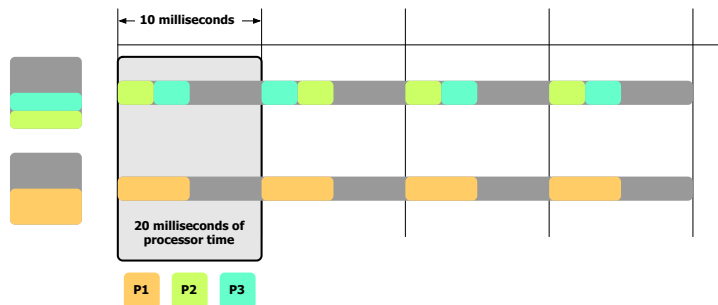 10 milliseconds
20 milliseconds of
processor time
P1 P2 P3